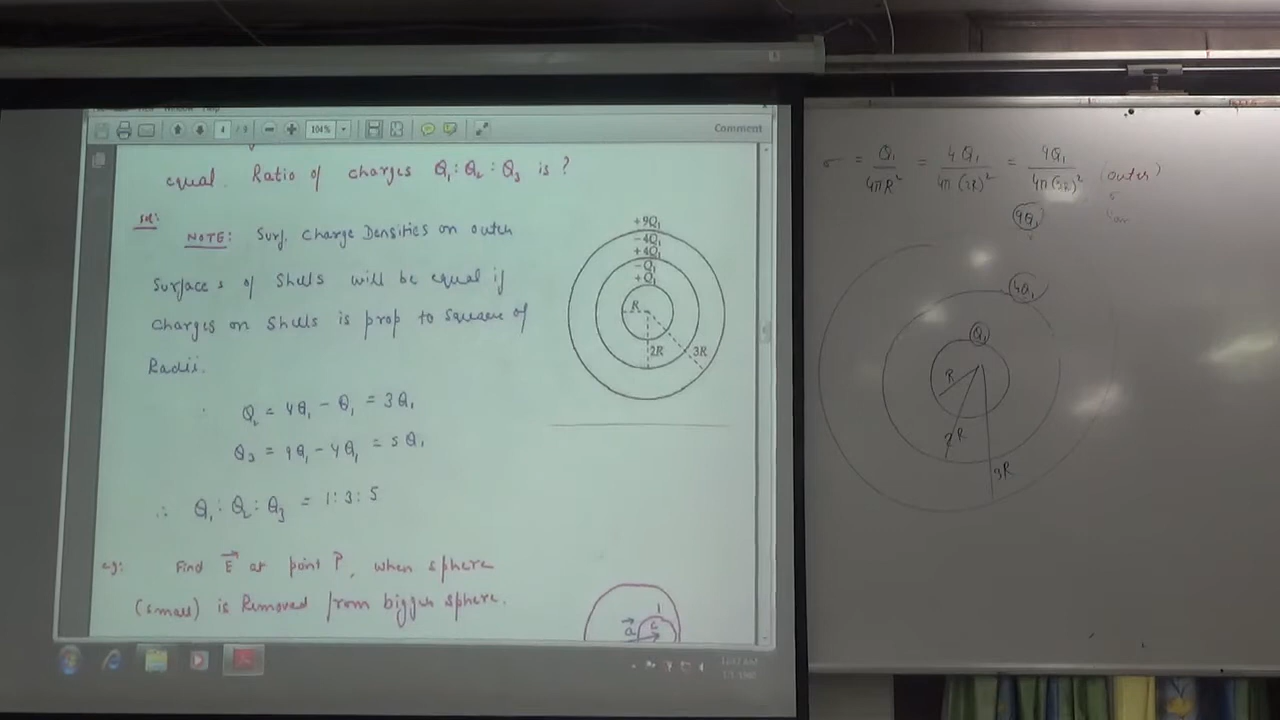 4 / 9 104% Comment
equal. Ratio of charges Q₁ : Q₂ : Q₃ is ?
Sol:
NOTE: Surf. Charge Densities on outer
surfaces of Shells will be equal if
charges on Shells is prop to Square of
Radii.
Q₂ = 4Q₁ - Q₁ = 3Q₁
Q₃ = 9Q₁ - 4Q₁ = 5Q₁
∴ Q₁ : Q₂ : Q₃ = 1 : 3 : 5
eg: Find E⃗ at point P, when sphere
(small) is Removed from bigger sphere.
+9Q₁
-4Q₁
+4Q₁
-Q₁
+Q₁
R
2R 3R
a⃗ c
σ = Q₁/4πR² = 4Q₁/4π(2R)² = 9Q₁/4π(3R)² (outer)
9Q₁
4Q₁
Q₁
R
2R
3R